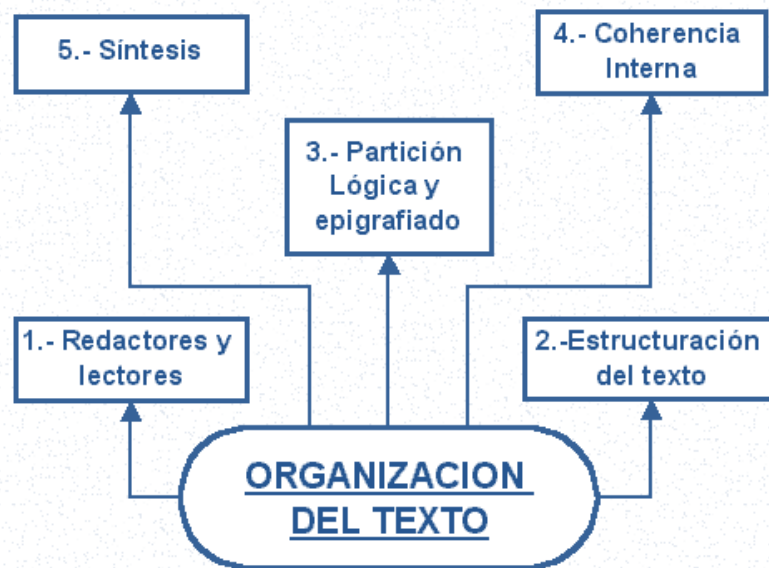 5.- Síntesis
4.- Coherencia
Interna
3.- Partición
Lógica y
epigrafiado
1.- Redactores y
lectores
2.-Estructuración
del texto
ORGANIZACION
DEL TEXTO